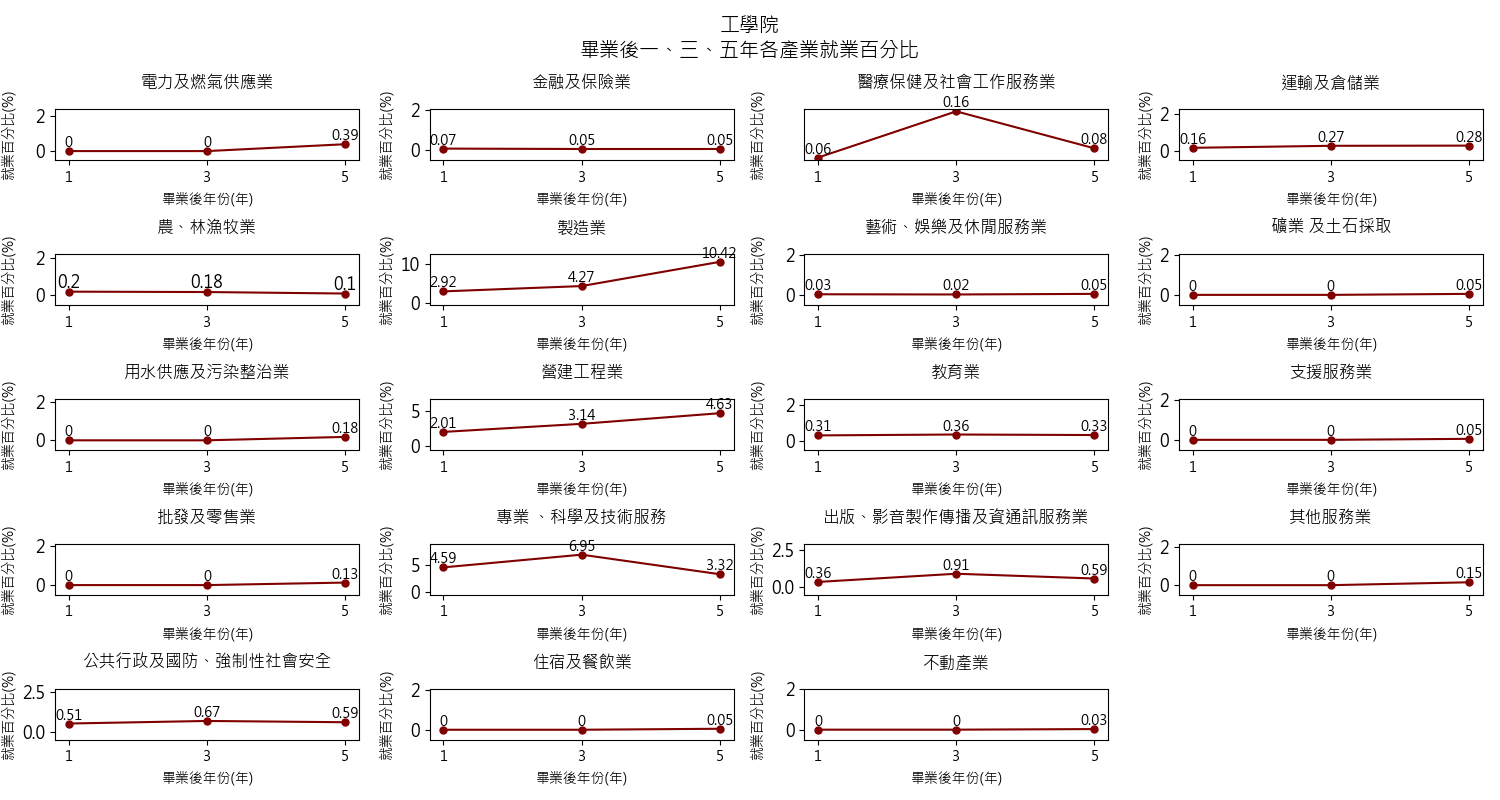 工學院
畢業後一、三、五年各產業就業百分比
電力及燃氣供應業
就業百分比(%)
2
0
0
0
0.39
1
3
5
畢業後年份(年)
金融及保險業
就業百分比(%)
2
0
0.07
0.05
0.05
1
3
5
畢業後年份(年)
醫療保健及社會工作服務業
就業百分比(%)
0.06
0.16
0.08
1
3
5
畢業後年份(年)
運輸及倉儲業
就業百分比(%)
2
0
0.16
0.27
0.28
1
3
5
畢業後年份(年)
農、林漁牧業
就業百分比(%)
2
0
0.2
0.18
0.1
1
3
5
畢業後年份(年)
製造業
就業百分比(%)
10
0
2.92
4.27
10.42
1
3
5
畢業後年份(年)
藝術、娛樂及休閒服務業
就業百分比(%)
2
0
0.03
0.02
0.05
1
3
5
畢業後年份(年)
礦業 及土石採取
就業百分比(%)
2
0
0
0
0.05
1
3
5
畢業後年份(年)
用水供應及污染整治業
就業百分比(%)
2
0
0
0
0.18
1
3
5
畢業後年份(年)
營建工程業
就業百分比(%)
5
0
2.01
3.14
4.63
1
3
5
畢業後年份(年)
教育業
就業百分比(%)
2
0
0.31
0.36
0.33
1
3
5
畢業後年份(年)
支援服務業
就業百分比(%)
2
0
0
0
0.05
1
3
5
畢業後年份(年)
批發及零售業
就業百分比(%)
2
0
0
0
0.13
1
3
5
畢業後年份(年)
專業 、科學及技術服務
就業百分比(%)
5
0
4.59
6.95
3.32
1
3
5
畢業後年份(年)
出版、影音製作傳播及資通訊服務業
就業百分比(%)
2.5
0.0
0.36
0.91
0.59
1
3
5
畢業後年份(年)
其他服務業
就業百分比(%)
2
0
0
0
0.15
1
3
5
畢業後年份(年)
公共行政及國防、強制性社會安全
就業百分比(%)
2.5
0.0
0.51
0.67
0.59
1
3
5
畢業後年份(年)
住宿及餐飲業
就業百分比(%)
2
0
0
0
0.05
1
3
5
畢業後年份(年)
不動產業
就業百分比(%)
2
0
0
0
0.03
1
3
5
畢業後年份(年)